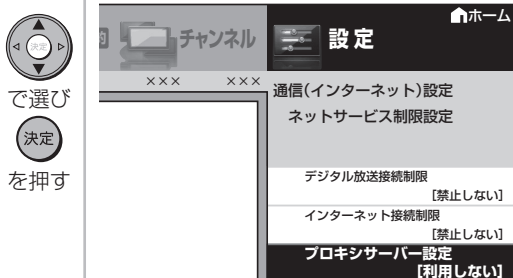 決定
で選び
決定
を押す
ホーム
チャンネル
設定
×××
×××
通信(インターネット)設定
ネットサービス制限設定
デジタル放送接続制限
[禁止しない]
インターネット接続制限
[禁止しない]
プロキシサーバー設定
[利用しない]